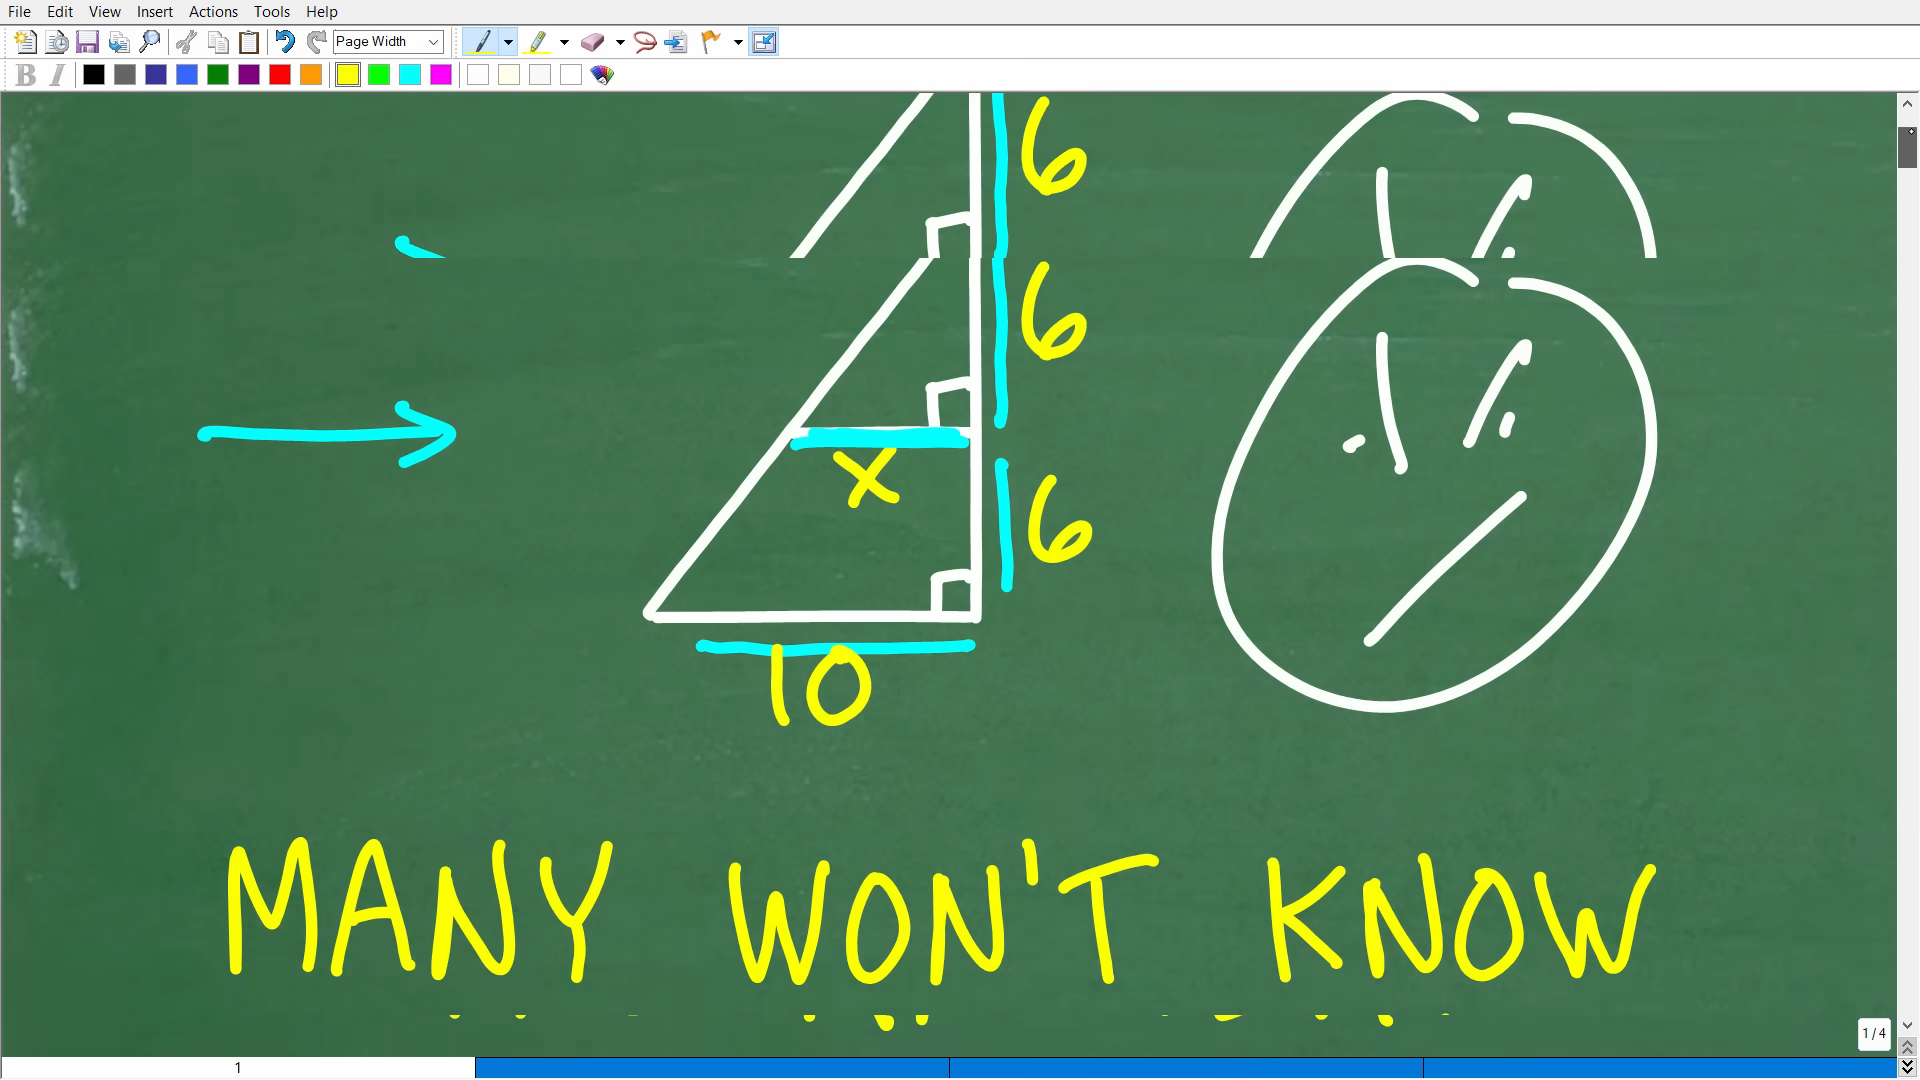 File Edit View Insert Actions Tools Help
Page Width
B I
6
6
X
6
10
MANY WON'T KNOW
1 / 4
1